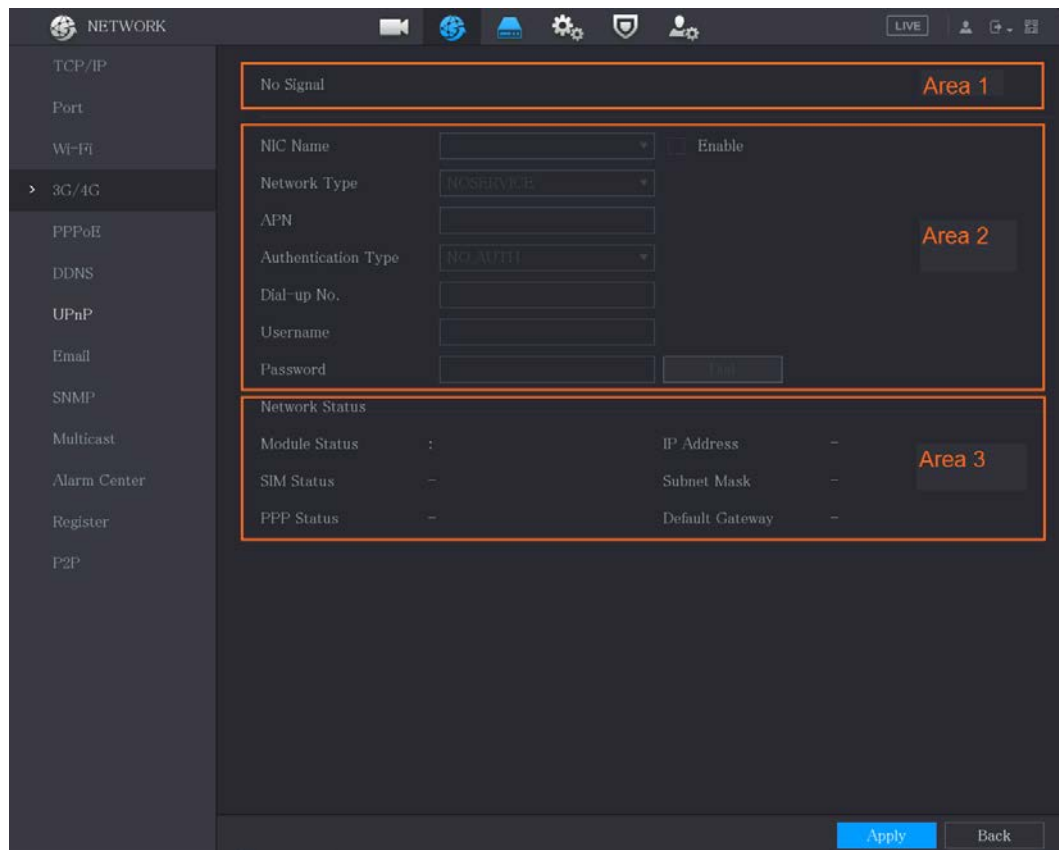 NETWORK LIVE
TCP/IP
Port
Wi-Fi
3G/4G
PPPoE
DDNS
UPnP
Email
SNMP
Multicast
Alarm Center
Register
P2P
No Signal Area 1
NIC Name Enable
Network Type NOSERVICE
APN
Area 2
Authentication Type NO_AUTH
Dial-up No.
Username
Password Dial
Network Status
Module Status : IP Address -
Area 3
SIM Status - Subnet Mask -
PPP Status - Default Gateway -
Apply Back